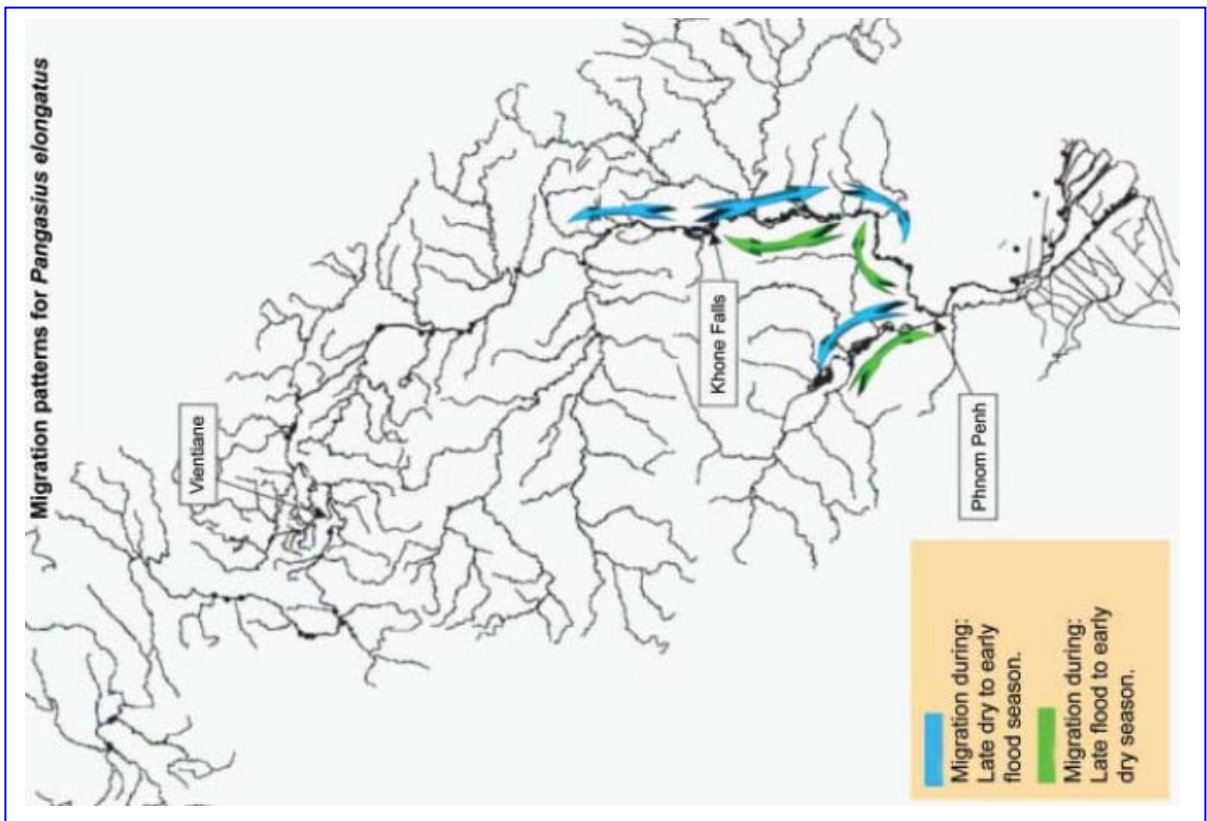 Migration patterns for Pangasius elongatus
Vientiane
Khone Falls
Phnom Penh
Migration during:
Late dry to early
flood season.
Migration during:
Late flood to early
dry season.